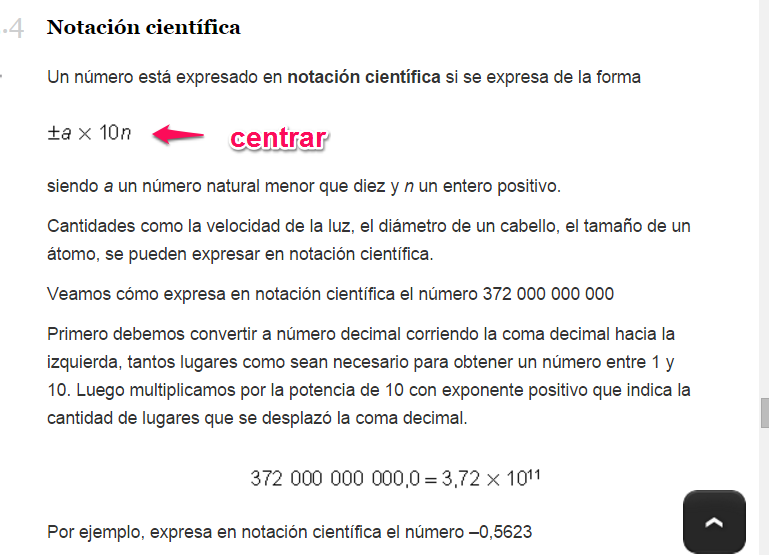 .4 Notación científica
Un número está expresado en notación científica si se expresa de la forma
±a × 10n centrar
siendo a un número natural menor que diez y n un entero positivo.
Cantidades como la velocidad de la luz, el diámetro de un cabello, el tamaño de un
átomo, se pueden expresar en notación científica.
Veamos cómo expresa en notación científica el número 372 000 000 000
Primero debemos convertir a número decimal corriendo la coma decimal hacia la
izquierda, tantos lugares como sean necesario para obtener un número entre 1 y
10. Luego multiplicamos por la potencia de 10 con exponente positivo que indica la
cantidad de lugares que se desplazó la coma decimal.
372 000 000 000,0 = 3,72 × 10¹¹
Por ejemplo, expresa en notación científica el número –0,5623